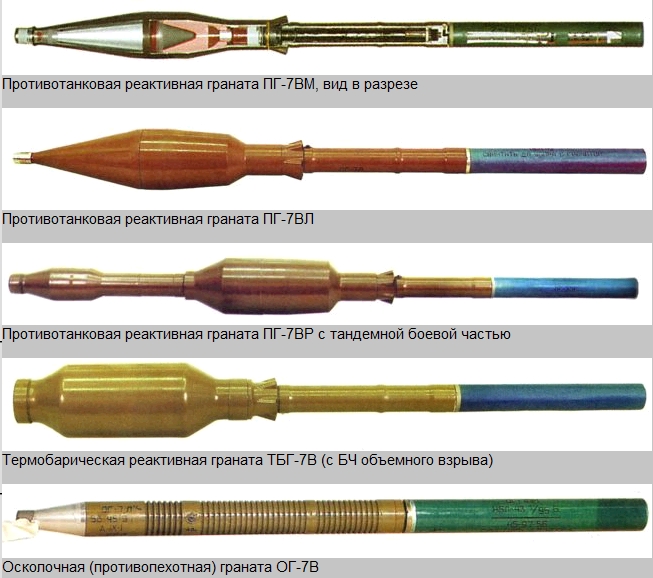 Противотанковая реактивная граната ПГ-7ВМ, вид в разрезе
Противотанковая реактивная граната ПГ-7ВЛ
Противотанковая реактивная граната ПГ-7ВР с тандемной боевой частью
Термобарическая реактивная граната ТБГ-7В (с БЧ объемного взрыва)
Осколочная (противопехотная) граната ОГ-7В